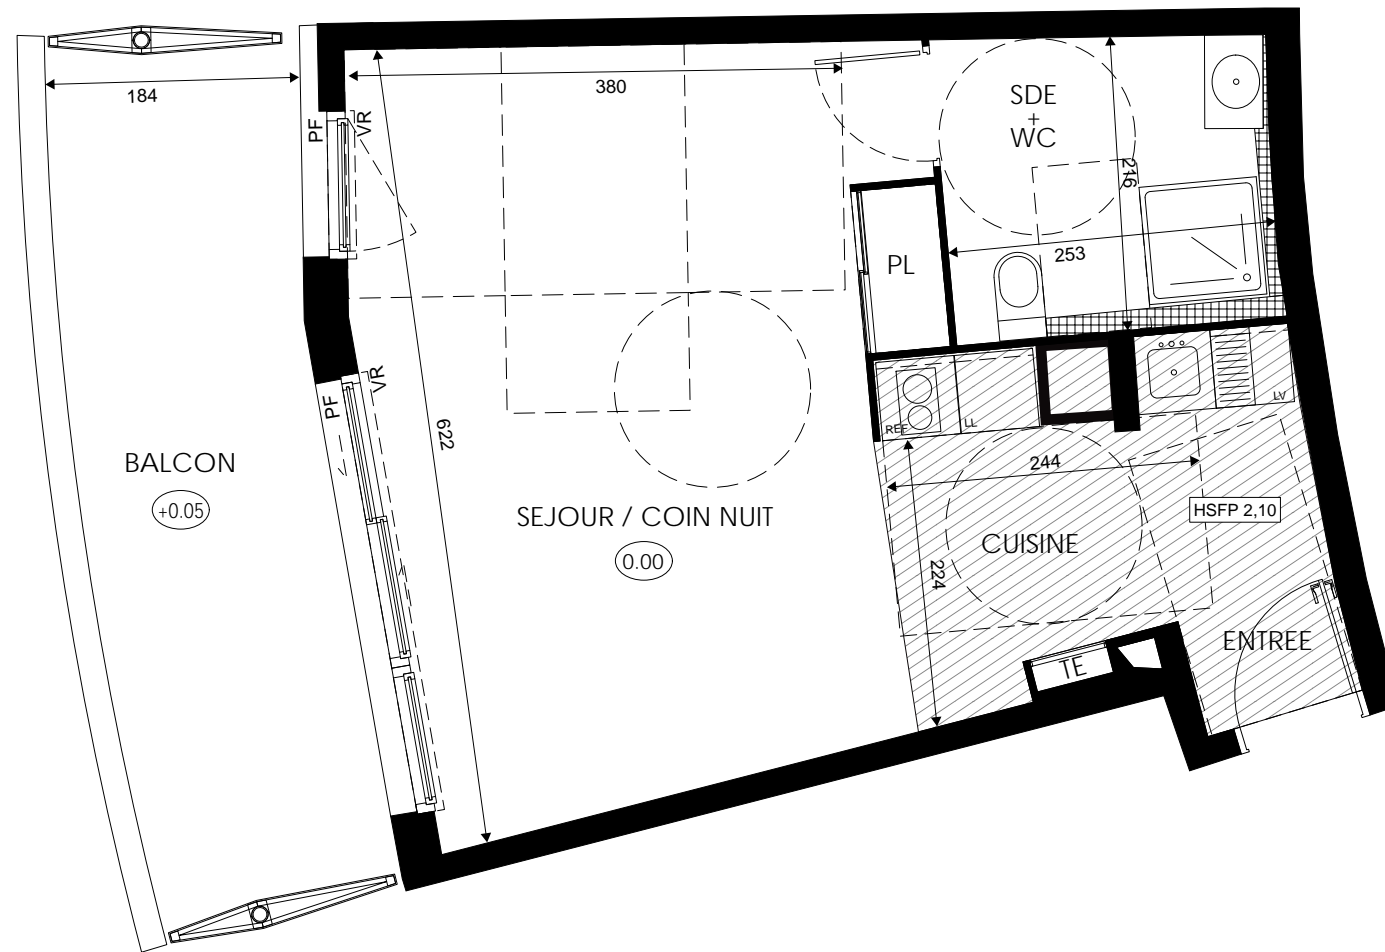 184
380
PF
VR
SDE
+
WC
216
253
PL
PF
VR
622
REF
LL
LV
BALCON
+0.05
SEJOUR / COIN NUIT
0.00
244
HSFP 2,10
CUISINE
224
ENTREE
TE